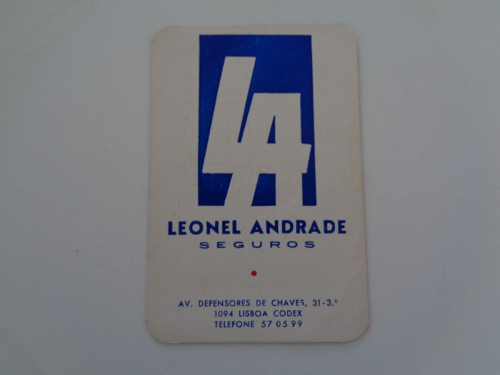 LA
LEONEL ANDRADE
SEGUROS
AV. DEFENSORES DE CHAVES, 31-3.º
1094 LISBOA CODEX
TELEFONE 57 05 99